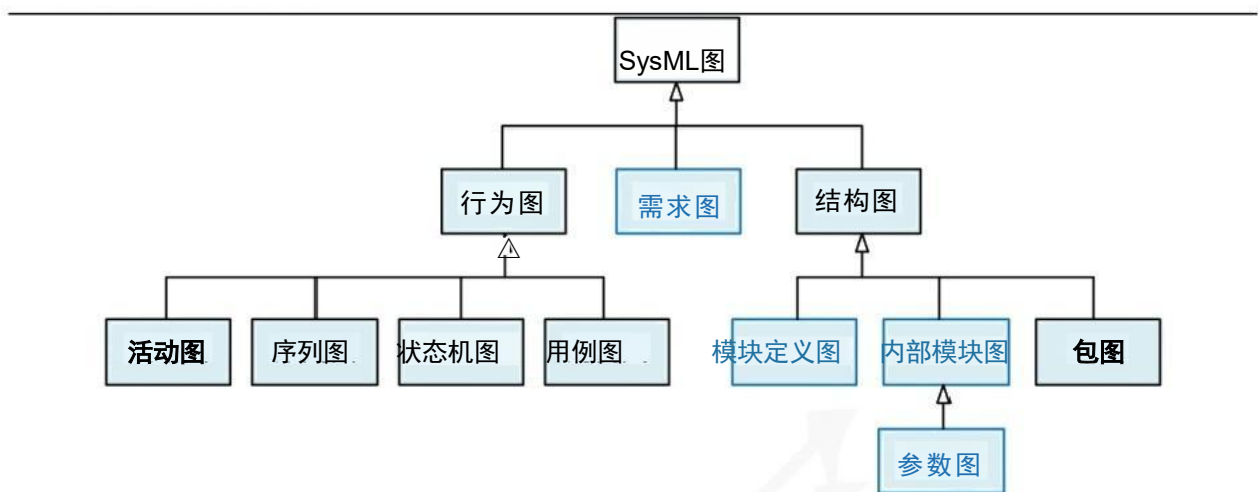 SysML图
行为图
需求图
结构图
活动图
序列图
状态机图
用例图
模块定义图
内部模块图
包图
参数图